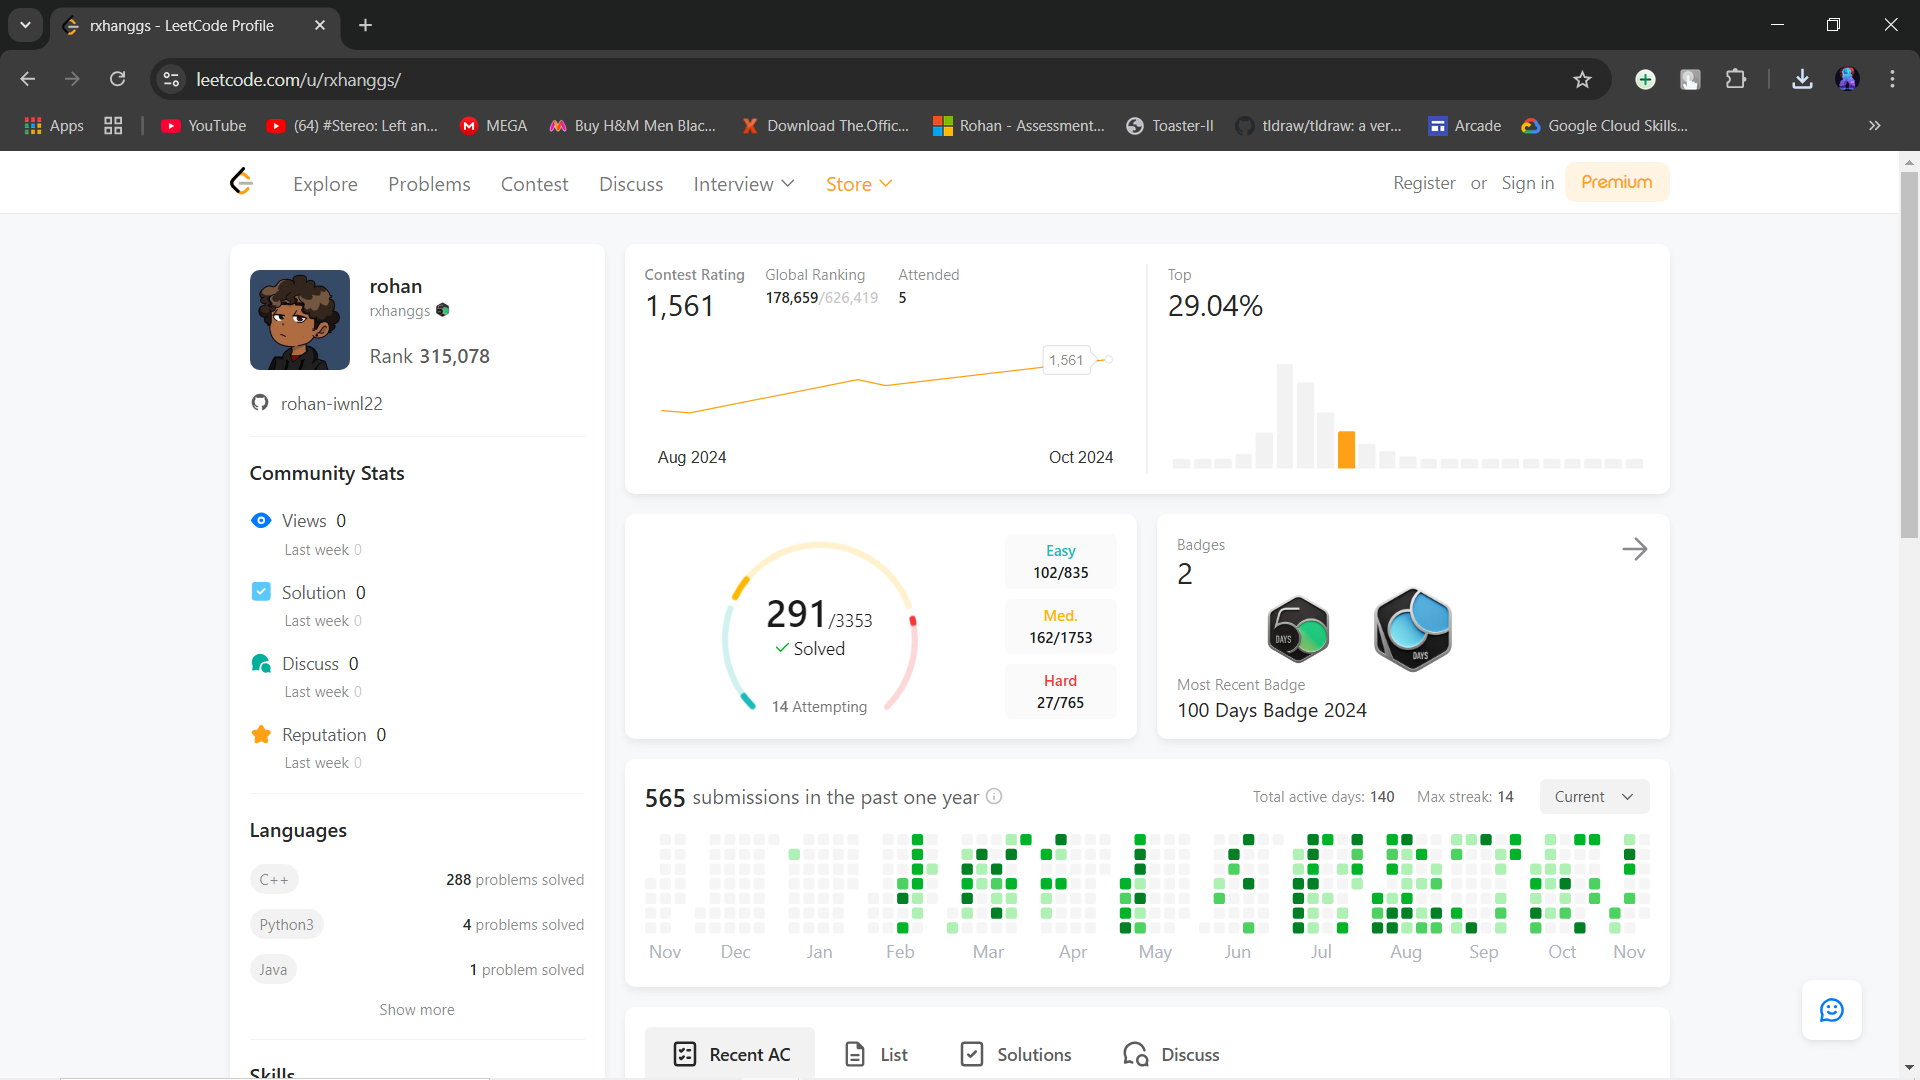 rxhanggs - LeetCode Profile
leetcode.com/u/rxhanggs/
Apps
YouTube
(64) #Stereo: Left an...
MEGA
Buy H&M Men Blac...
Download The.Offic...
Rohan - Assessment...
Toaster-II
tldraw/tldraw: a ver...
Arcade
Google Cloud Skills...
Explore
Problems
Contest
Discuss
Interview
Store
Register or Sign in
Premium
rohan
rxhanggs
Rank 315,078
rohan-iwnl22
Community Stats
Views 0
Last week 0
Solution 0
Last week 0
Discuss 0
Last week 0
Reputation 0
Last week 0
Languages
C++ 288 problems solved
Python3 4 problems solved
Java 1 problem solved
Show more
Skills
Contest Rating
1,561
Global Ranking
178,659/626,419
Attended
5
1,561
Aug 2024
Oct 2024
Top
29.04%
291/3353
Solved
14 Attempting
Easy
102/835
Med.
162/1753
Hard
27/765
Badges
2
5
DAYS
DAYS
Most Recent Badge
100 Days Badge 2024
565 submissions in the past one year
Total active days: 140
Max streak: 14
Current
Nov Dec Jan Feb Mar Apr May Jun Jul Aug Sep Oct Nov
Recent AC
List
Solutions
Discuss